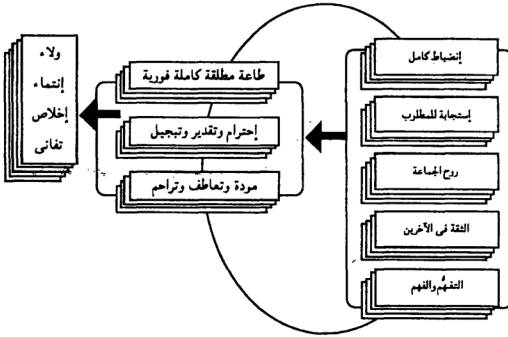 إنضباط كامل
إستجابة للمطلوب
روح الجماعة
الثقة فى الآخرين
التفهُّم والفهم
طاعة مطلقة كاملة فورية
إحترام وتقدير وتبجيل
مودة وتعاطف وتراحم
ولاء
إنتماء
إخلاص
تفانى